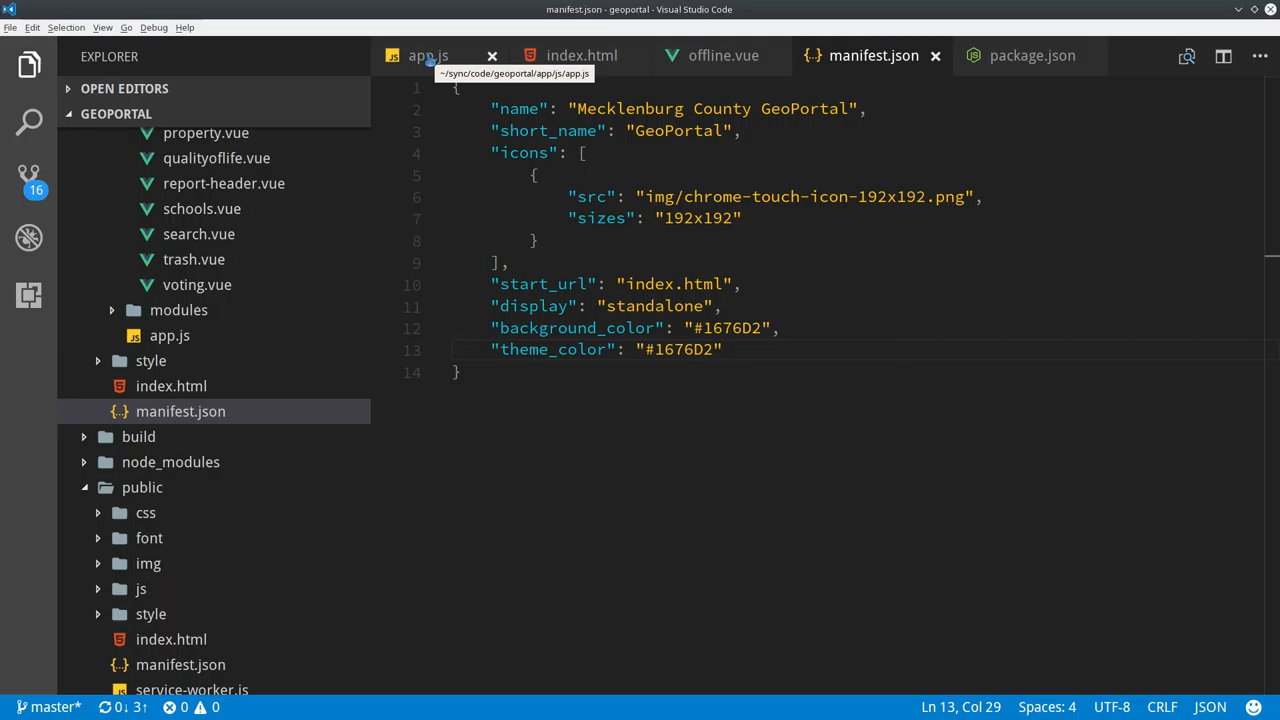 manifest.json - geoportal - Visual Studio Code
File Edit Selection View Go Debug Terminal Help
EXPLORER
OPEN EDITORS
GEOPORTAL
property.vue
qualityoflife.vue
report-header.vue
schools.vue
search.vue
trash.vue
voting.vue
modules
app.js
style
index.html
manifest.json
build
node_modules
public
css
font
img
js
style
index.html
manifest.json
service-worker.js
16
JS app.js
index.html
offline.vue
{..} manifest.json
package.json
~/sync/code/geoportal/app/js/app.js
1 {
2 "name": "Mecklenburg County GeoPortal",
3 "short_name": "GeoPortal",
4 "icons": [
5 {
6 "src": "img/chrome-touch-icon-192x192.png",
7 "sizes": "192x192"
8 }
9 ],
10 "start_url": "index.html",
11 "display": "standalone",
12 "background_color": "#1676D2",
13 "theme_color": "#1676D2"
14 }
master* 0↓ 3↑ 0 0 Ln 13, Col 29 Spaces: 4 UTF-8 CRLF JSON